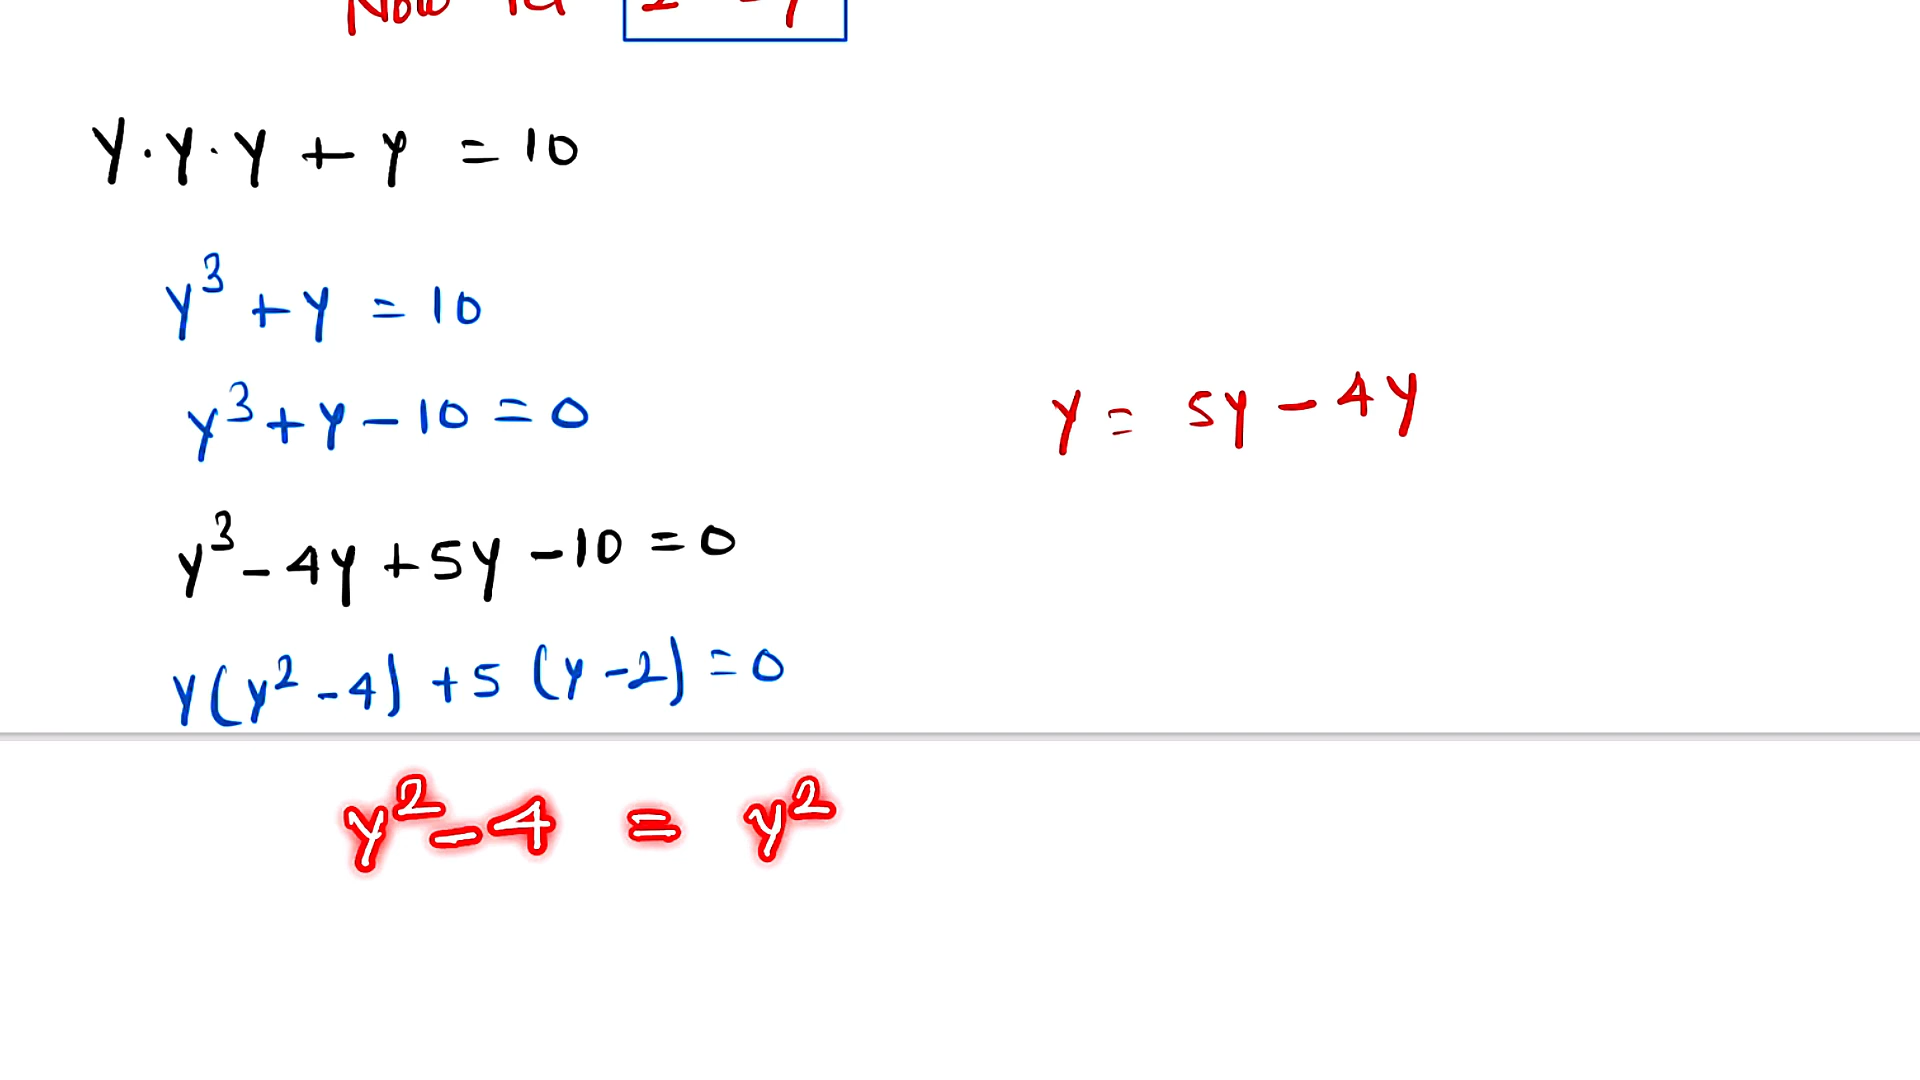 Now
y·y·y + y = 10
y³ + y = 10
y³ + y - 10 = 0
y = 5y - 4y
y³ - 4y + 5y - 10 = 0
y(y² - 4) + 5 (y - 2) = 0
y² - 4 = y²